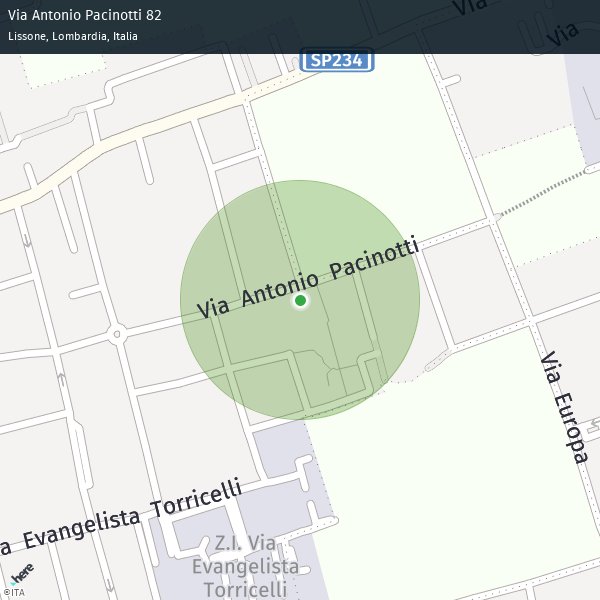 Via Antonio Pacinotti 82
Lissone, Lombardia, Italia
Via
Via
SP234
Via Antonio Pacinotti
Via Europa
a Evangelista Torricelli
Z.I. Via
Evangelista
Torricelli
here
©ITA